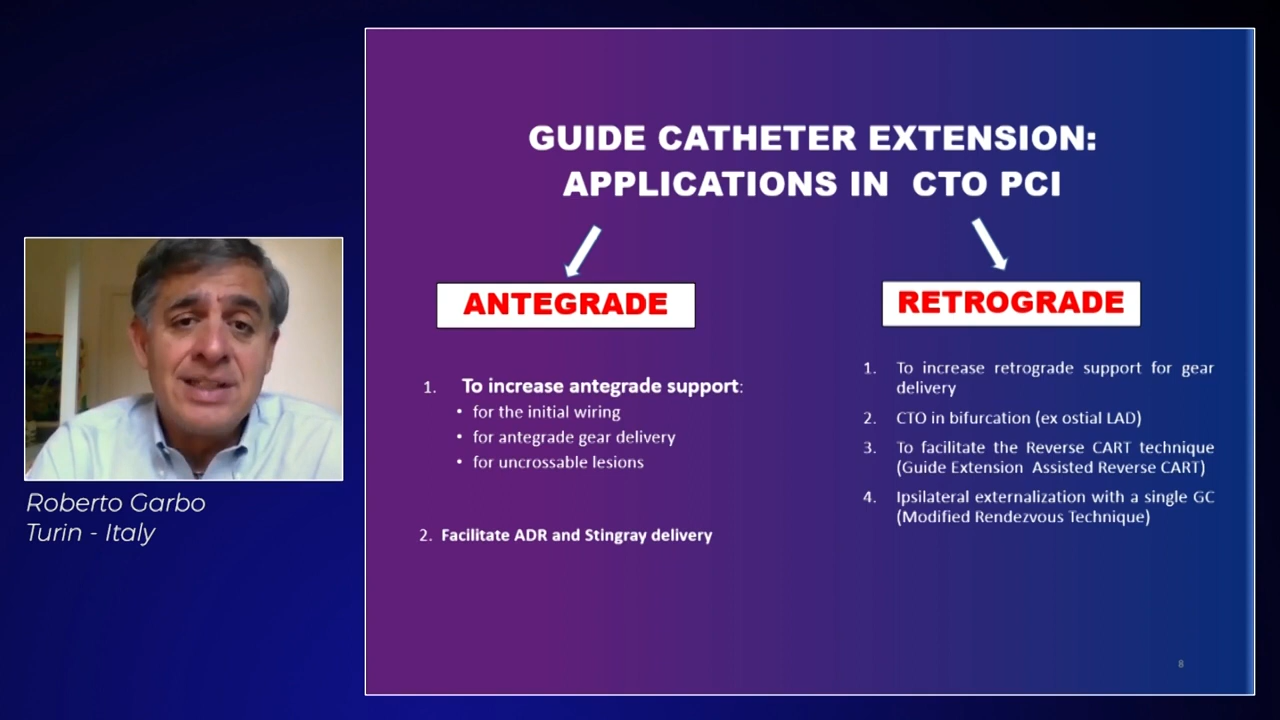 GUIDE CATHETER EXTENSION:
APPLICATIONS IN CTO PCI
ANTEGRADE
1. To increase antegrade support:
• for the initial wiring
• for antegrade gear delivery
• for uncrossable lesions
2. Facilitate ADR and Stingray delivery
RETROGRADE
1. To increase retrograde support for gear
delivery
2. CTO in bifurcation (ex ostial LAD)
3. To facilitate the Reverse CART technique
(Guide Extension Assisted Reverse CART)
4. Ipsilateral externalization with a single GC
(Modified Rendezvous Technique)
8
Roberto Garbo
Turin - Italy